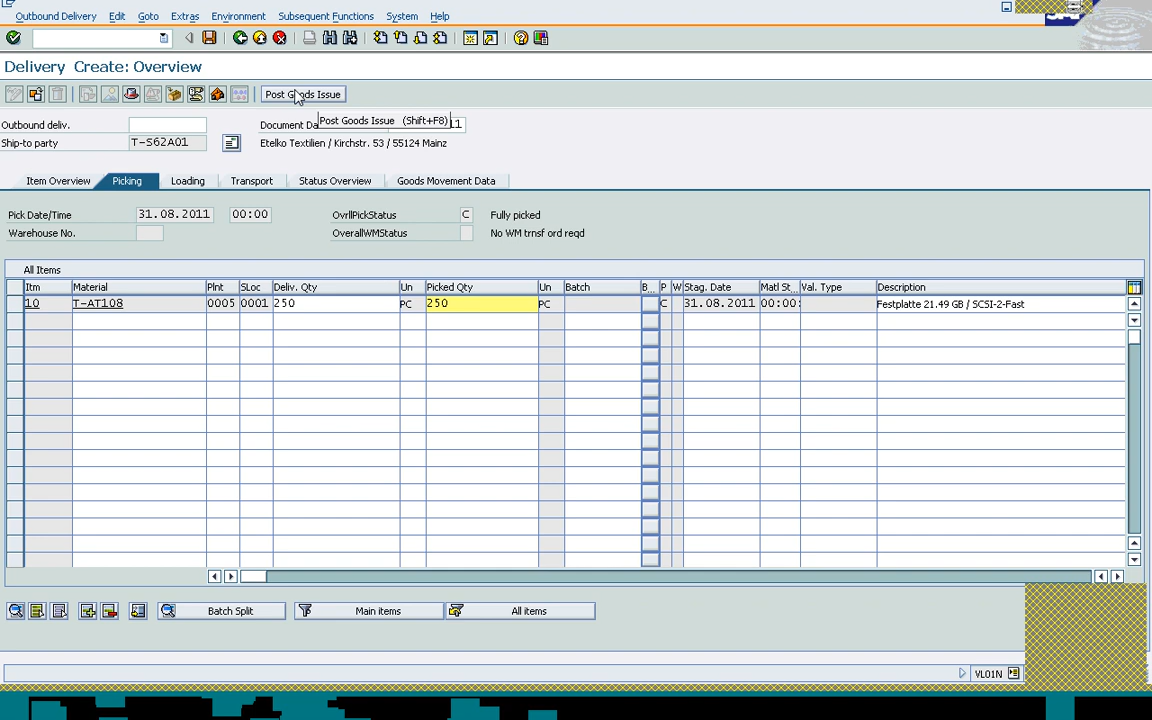 Outbound Delivery Edit Goto Extras Environment Subsequent Functions System Help
Delivery Create: Overview
Post Goods Issue
Post Goods Issue (Shift+F8)
Outbound deliv. Document Da 11
Ship-to party T-S62A01 Etelko Textilien / Kirchstr. 53 / 55124 Mainz
Item Overview Picking Loading Transport Status Overview Goods Movement Data
Pick Date/Time 31.08.2011 00:00 OvrllPickStatus C Fully picked
Warehouse No. OverallWMStatus No WM trnsf ord reqd
All Items
Itm Material Plnt SLoc Deliv. Qty Un Picked Qty Un Batch B... P W Stag. Date Matl St... Val. Type Description
10 T-AT108 0005 0001 250 PC 250 PC C 31.08.2011 00:00: Festplatte 21.49 GB / SCSI-2-Fast
Batch Split Main items All items
VL01N